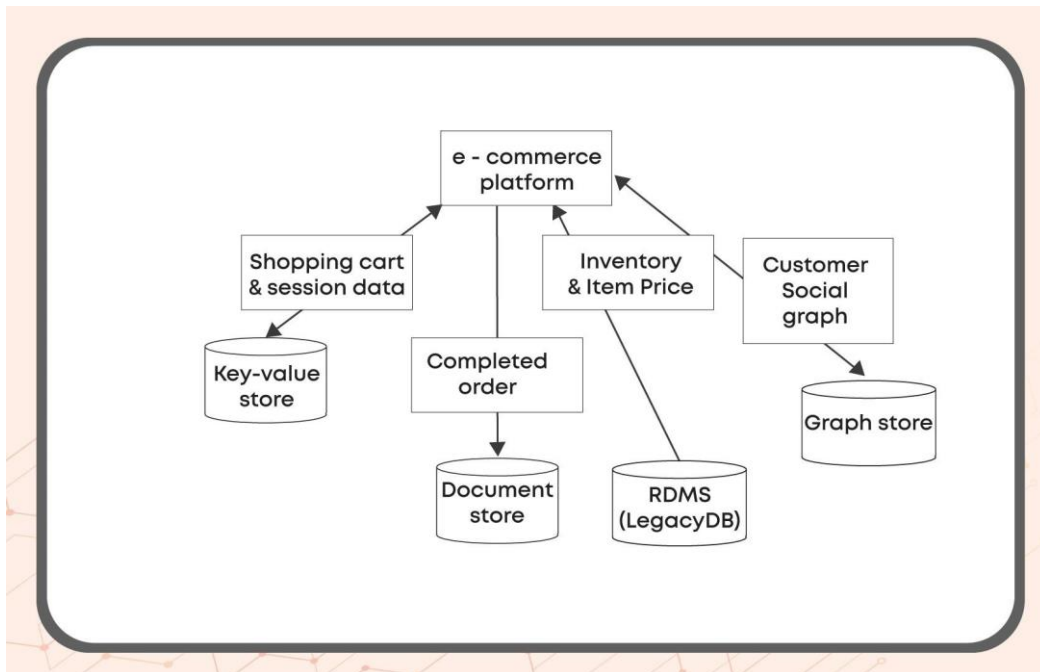 e - commerce
platform
Shopping cart
& session data
Inventory
& Item Price
Customer
Social
graph
Key-value
store
Completed
order
Graph store
Document
store
RDMS
(LegacyDB)